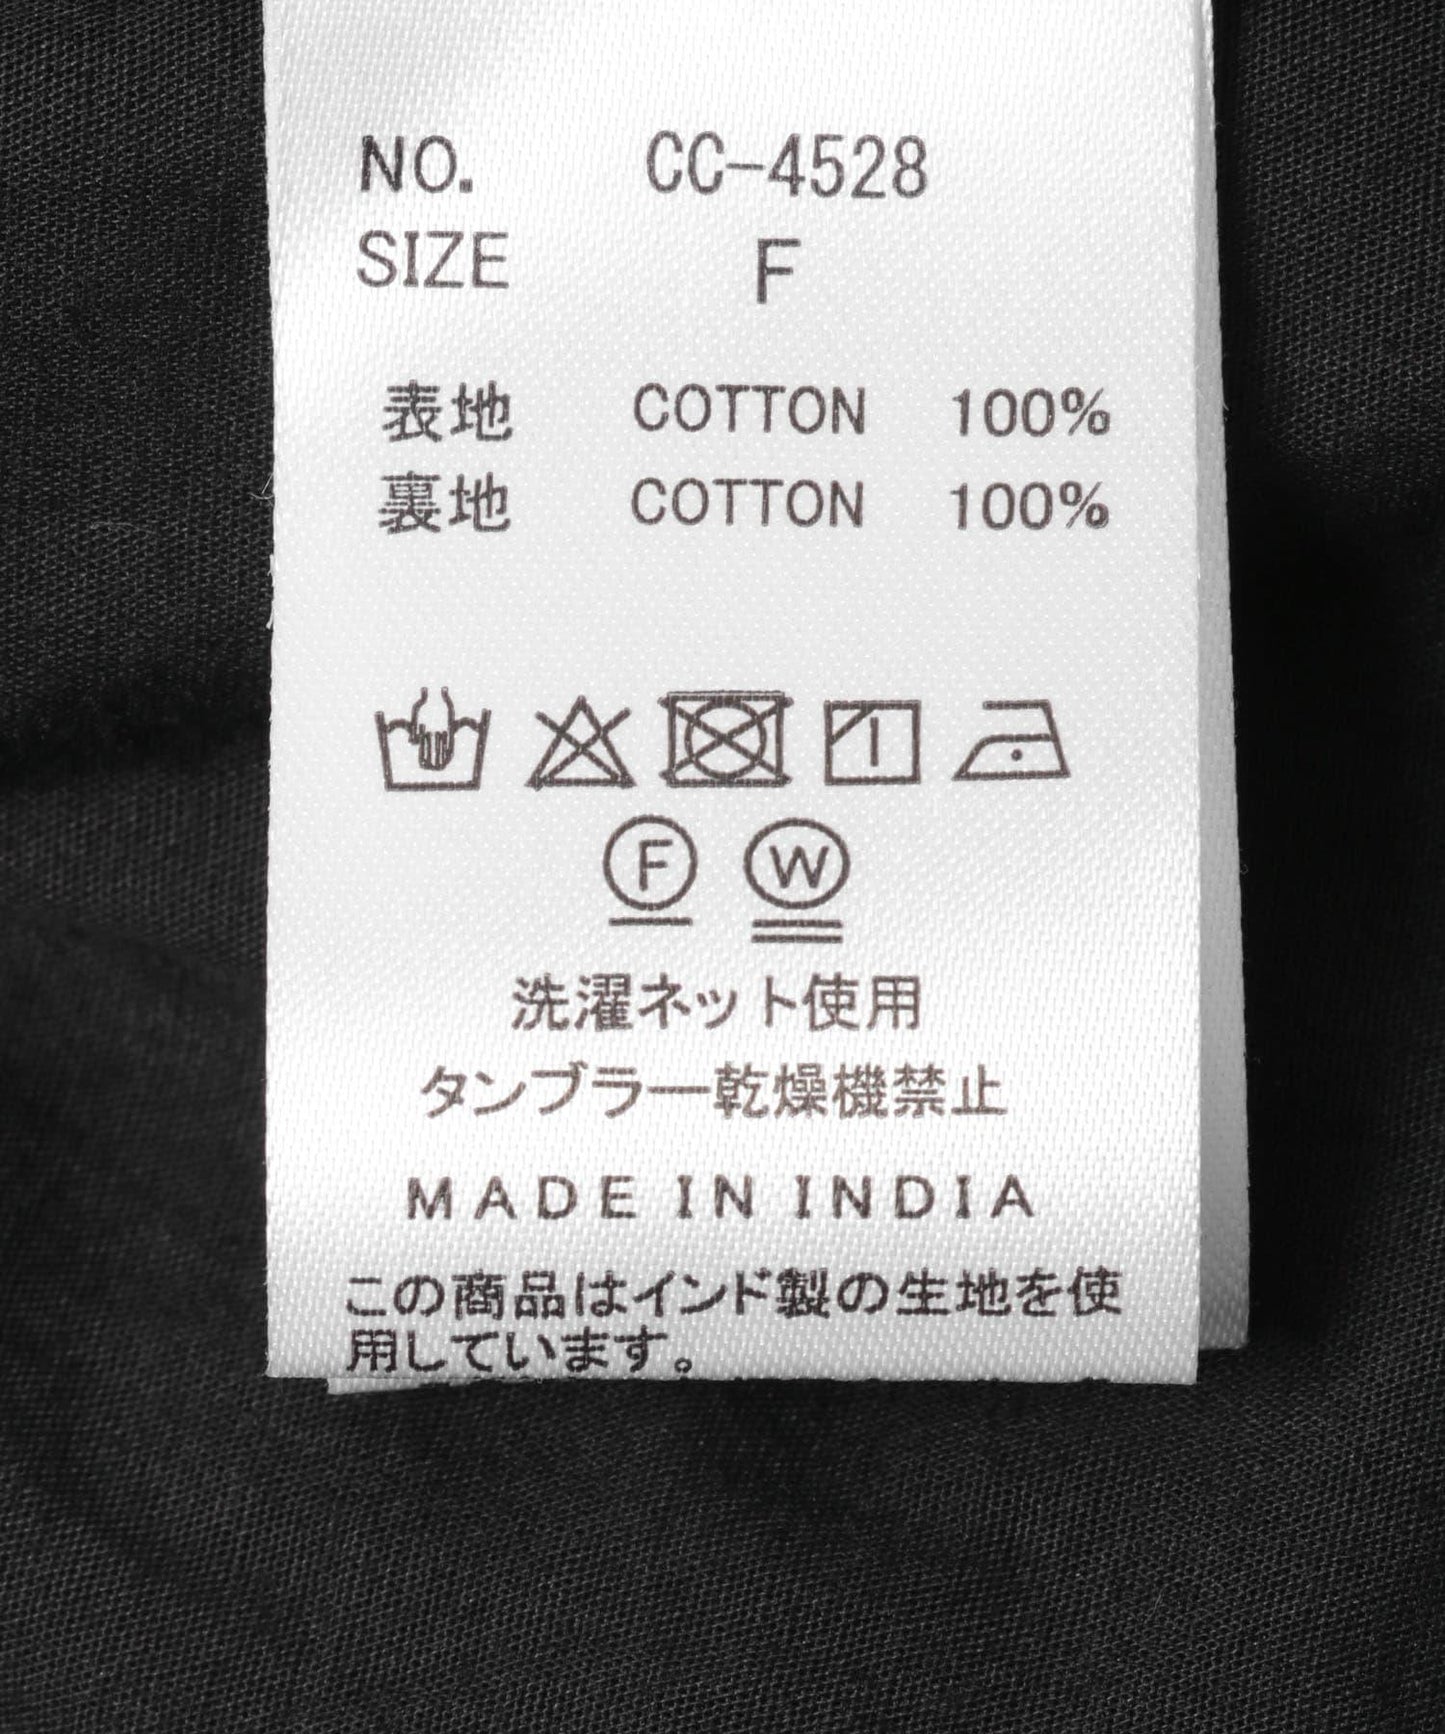 NO. CC-4528
SIZE F
表地 COTTON 100%
裏地 COTTON 100%
F W
洗濯ネット使用
タンブラー乾燥機禁止
MADE IN INDIA
この商品はインド製の生地を使
用しています。